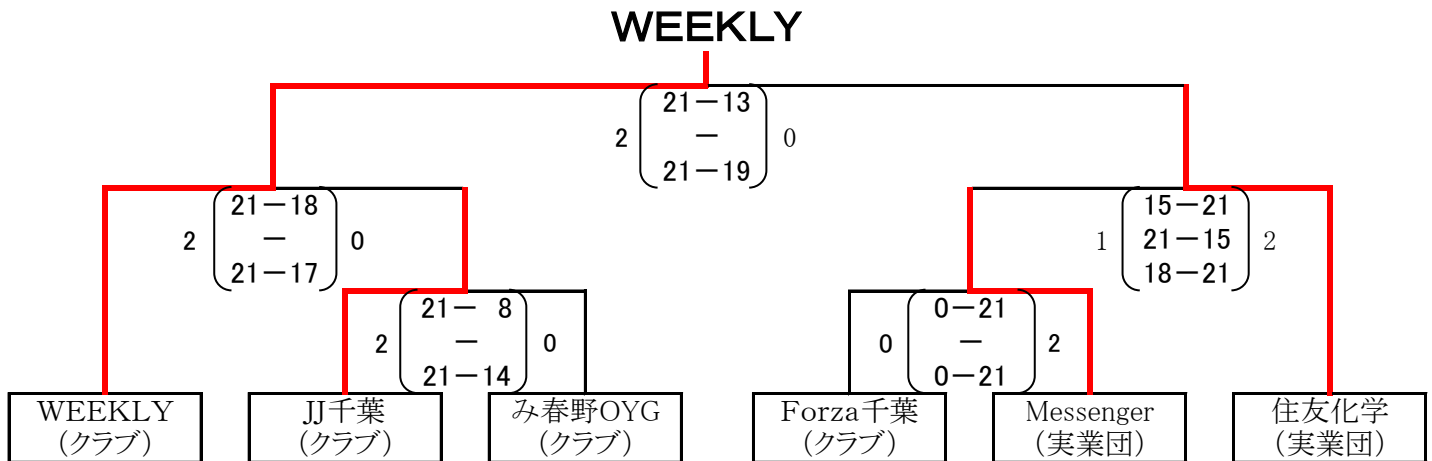 WEEKLY
21－13
2 － 0
21－19
21－18
2 － 0
21－17
15－21
1 21－15 2
18－21
21－ 8
2 － 0
21－14
0－21
0 － 2
0－21
WEEKLY
(クラブ)
JJ千葉
(クラブ)
み春野OYG
(クラブ)
Forza千葉
(クラブ)
Messenger
(実業団)
住友化学
(実業団)